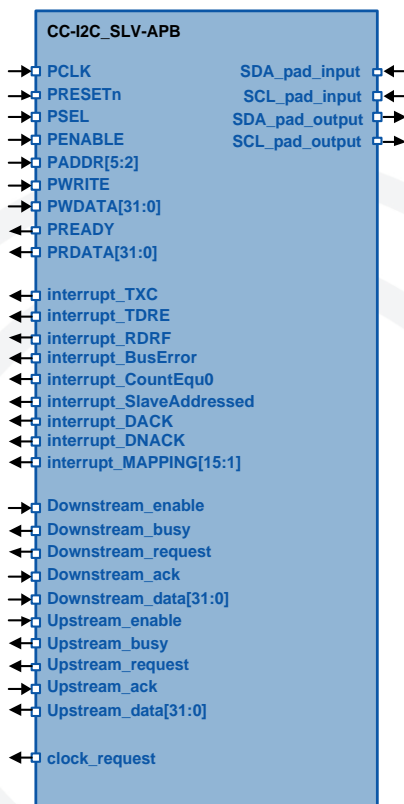 CC-I2C_SLV-APB
PCLK
PRESETn
PSEL
PENABLE
PADDR[5:2]
PWRITE
PWDATA[31:0]
PREADY
PRDATA[31:0]
interrupt_TXC
interrupt_TDRE
interrupt_RDRF
interrupt_BusError
interrupt_CountEqu0
interrupt_SlaveAddressed
interrupt_DACK
interrupt_DNACK
interrupt_MAPPING[15:1]
Downstream_enable
Downstream_busy
Downstream_request
Downstream_ack
Downstream_data[31:0]
Upstream_enable
Upstream_busy
Upstream_request
Upstream_ack
Upstream_data[31:0]
clock_request
SDA_pad_input
SCL_pad_input
SDA_pad_output
SCL_pad_output